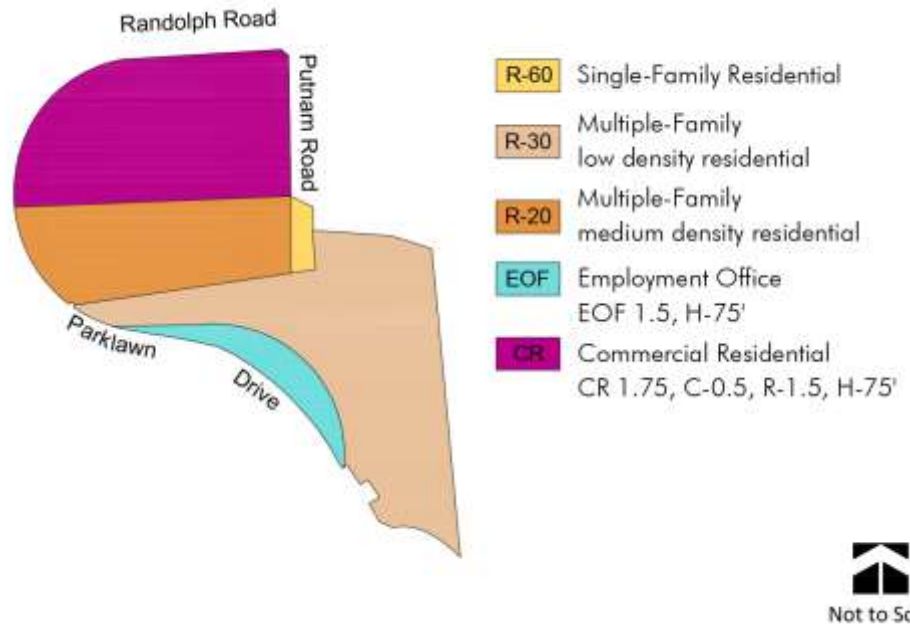 Randolph Road
Putnam Road
Parklawn
Drive
R-60 Single-Family Residential
R-30 Multiple-Family
low density residential
R-20 Multiple-Family
medium density residential
EOF Employment Office
EOF 1.5, H-75'
CR Commercial Residential
CR 1.75, C-0.5, R-1.5, H-75'
Not to